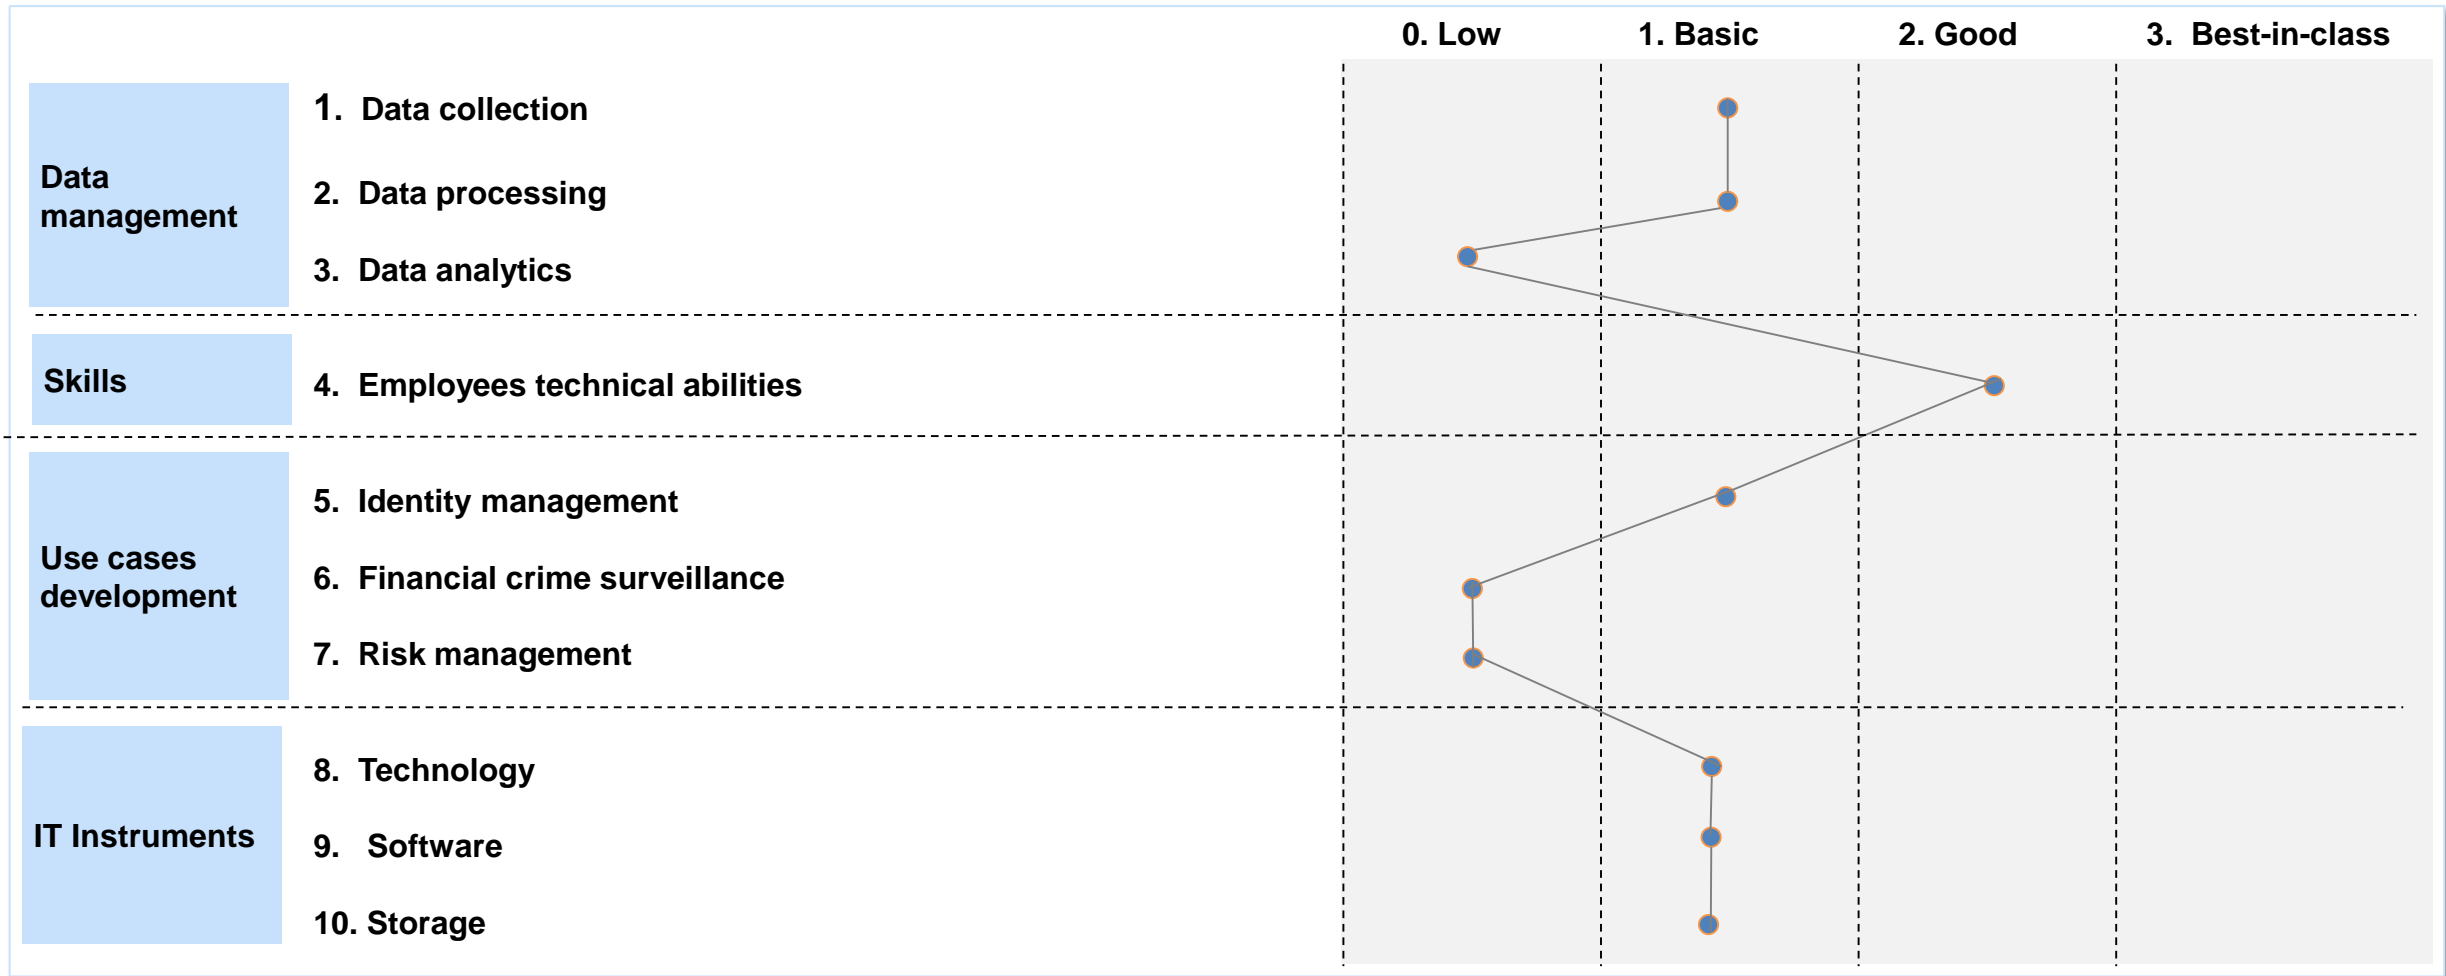 0. Low 1. Basic 2. Good 3. Best-in-class
Data
management
1. Data collection
2. Data processing
3. Data analytics
Skills
4. Employees technical abilities
Use cases
development
5. Identity management
6. Financial crime surveillance
7. Risk management
IT Instruments
8. Technology
9. Software
10. Storage